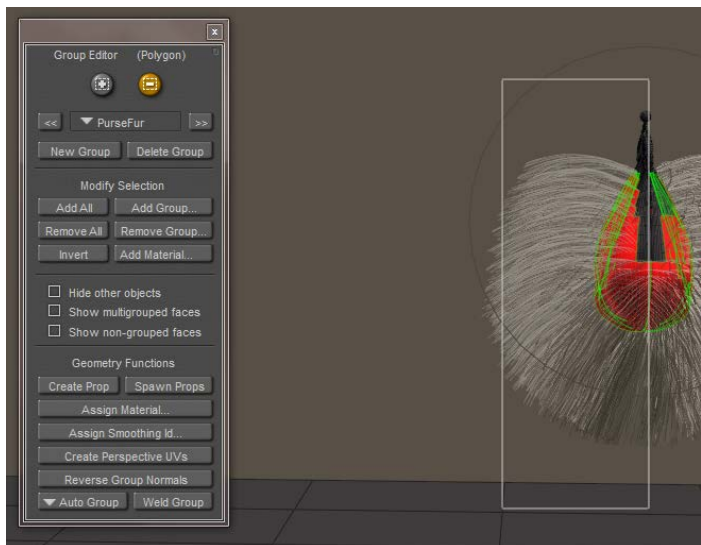 x
Group Editor (Polygon)
<< PurseFur >>
New Group Delete Group
Modify Selection
Add All Add Group...
Remove All Remove Group...
Invert Add Material...
Hide other objects
Show multigrouped faces
Show non-grouped faces
Geometry Functions
Create Prop Spawn Props
Assign Material...
Assign Smoothing Id...
Create Perspective UVs
Reverse Group Normals
Auto Group Weld Group